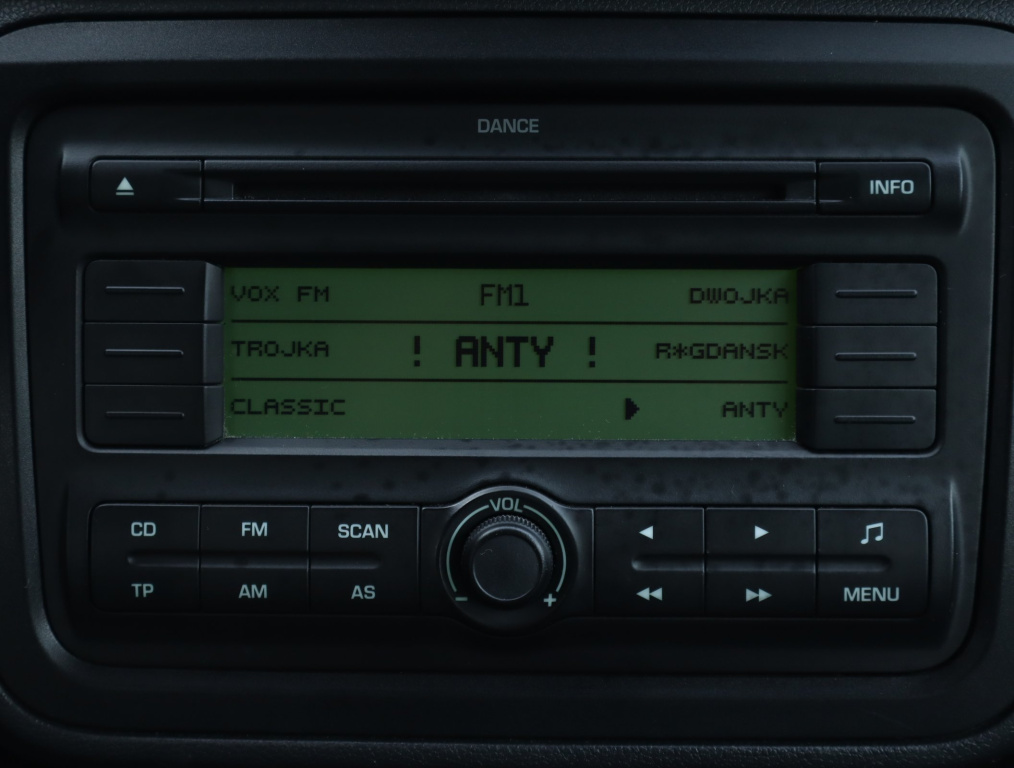 DANCE
INFO
VOX FM FM1 DWOJKA
TROJKA ! ANTY ! R*GDANSK
CLASSIC ANTY
VOL
CD FM SCAN
TP AM AS
- +
MENU